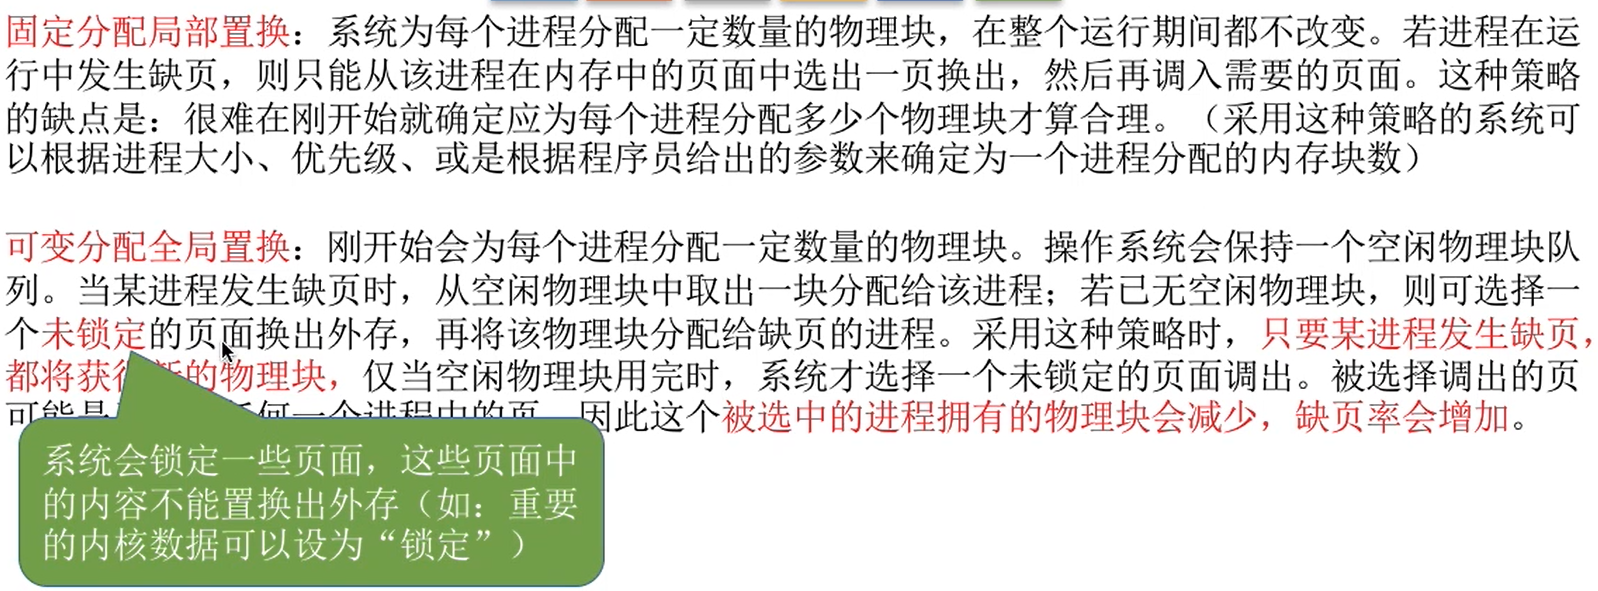 固定分配局部置换：系统为每个进程分配一定数量的物理块，在整个运行期间都不改变。若进程在运
行中发生缺页，则只能从该进程在内存中的页面中选出一页换出，然后再调入需要的页面。这种策略
的缺点是：很难在刚开始就确定应为每个进程分配多少个物理块才算合理。（采用这种策略的系统可
以根据进程大小、优先级、或是根据程序员给出的参数来确定为一个进程分配的内存块数）
可变分配全局置换：刚开始会为每个进程分配一定数量的物理块。操作系统会保持一个空闲物理块队
列。当某进程发生缺页时，从空闲物理块中取出一块分配给该进程；若已无空闲物理块，则可选择一
个未锁定的页面换出外存，再将该物理块分配给缺页的进程。采用这种策略时，只要某进程发生缺页，
都将获得新的物理块，仅当空闲物理块用完时，系统才选择一个未锁定的页面调出。被选择调出的页
可能是何一个进程中的页，因此这个被选中的进程拥有的物理块会减少，缺页率会增加。
系统会锁定一些页面，这些页面中
的内容不能置换出外存（如：重要
的内核数据可以设为“锁定”）